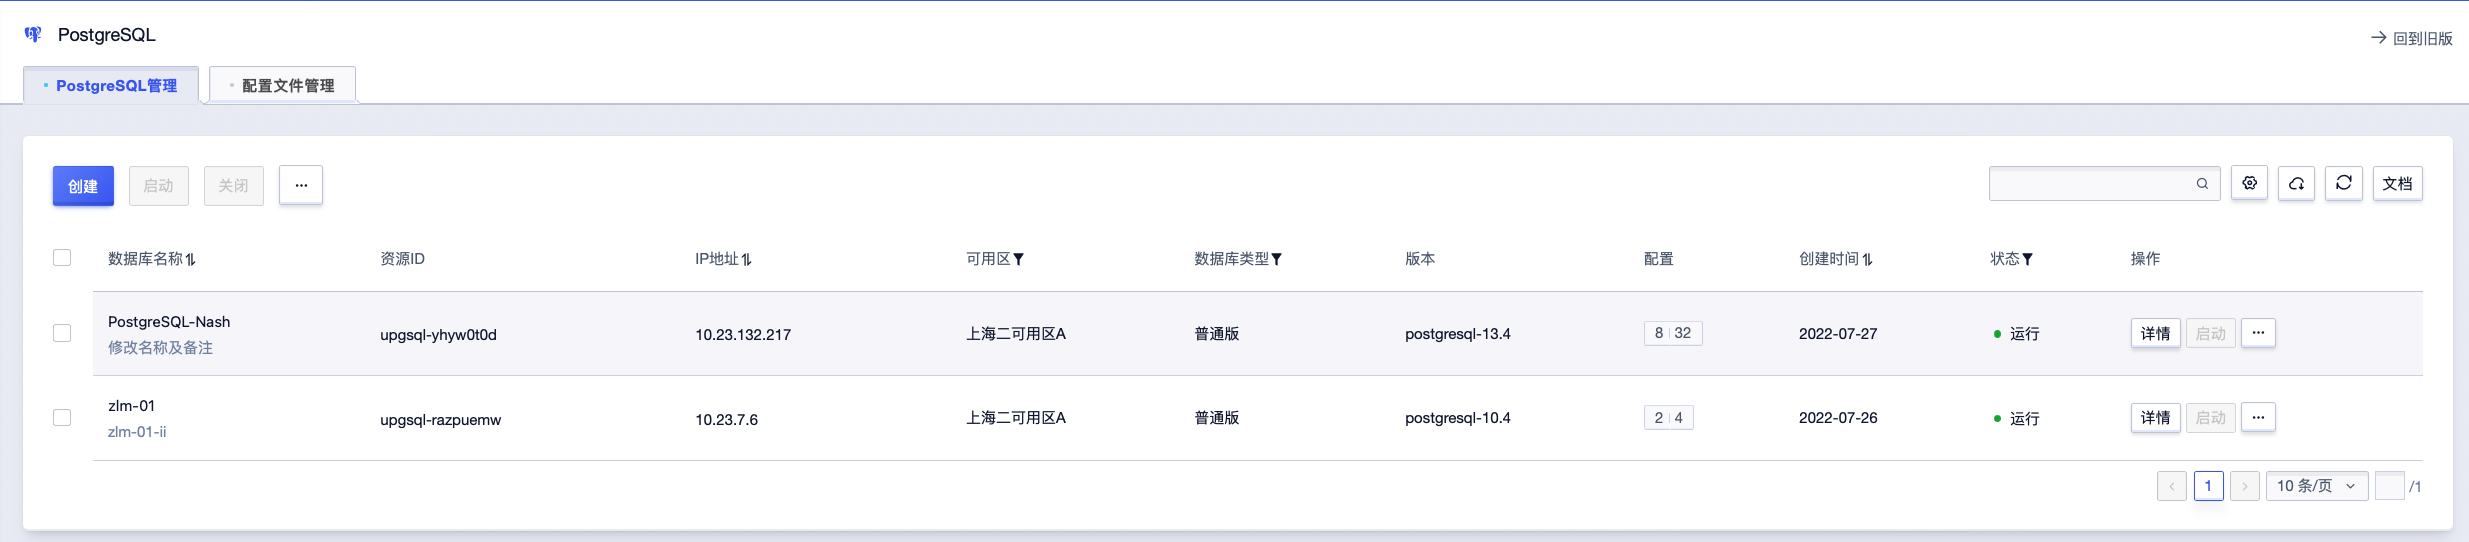 PostgreSQL
回到旧版
PostgreSQL管理
配置文件管理
创建 启动 关闭 ··· 文档
数据库名称 资源ID IP地址 可用区 数据库类型 版本 配置 创建时间 状态 操作
PostgreSQL-Nash
修改名称及备注
upgsql-yhyw0t0d 10.23.132.217 上海二可用区A 普通版 postgresql-13.4 8 32 2022-07-27 运行 详情 启动 ···
zlm-01
zlm-01-ii
upgsql-razpuemw 10.23.7.6 上海二可用区A 普通版 postgresql-10.4 2 4 2022-07-26 运行 详情 启动 ···
1 10 条/页 /1